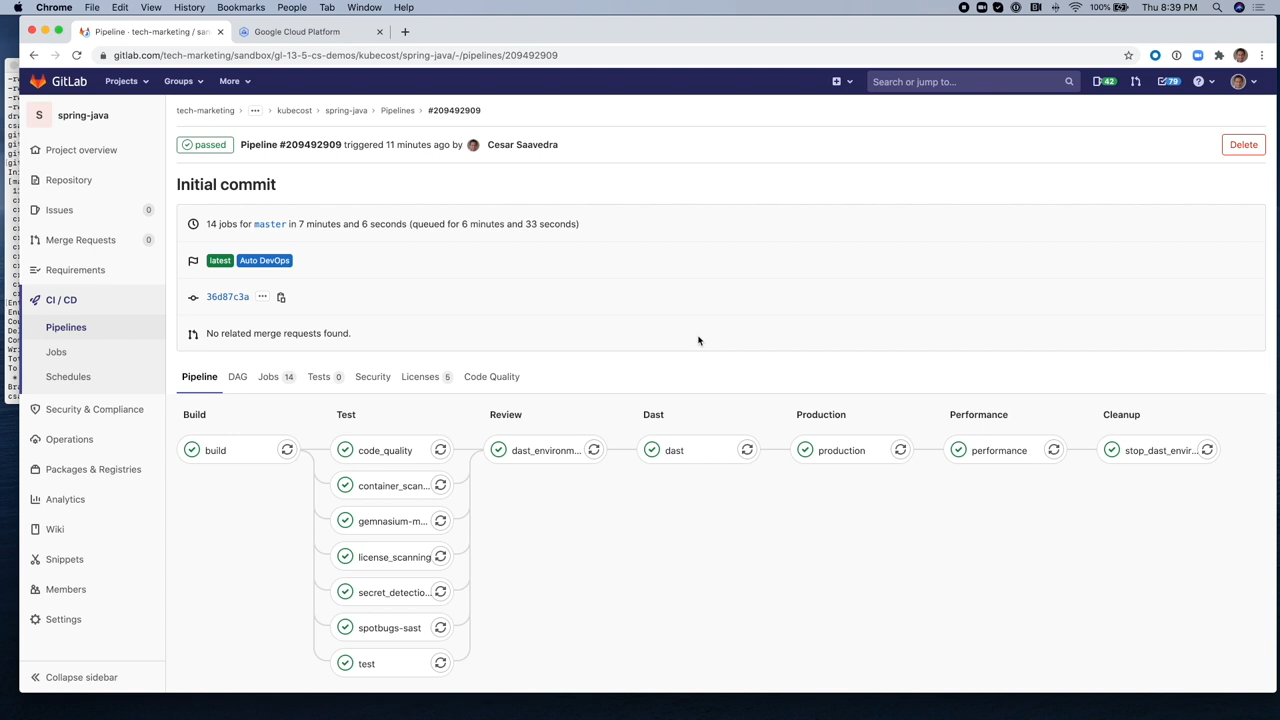 Chrome File Edit View History Bookmarks People Tab Window Help 100% Thu 8:39 PM
Pipeline · tech-marketing / san Google Cloud Platform
gitlab.com/tech-marketing/sandbox/gl-13-5-cs-demos/kubecost/spring-java/-/pipelines/209492909
GitLab Projects Groups More Search or jump to... 42 79
S spring-java
tech-marketing › ... › kubecost › spring-java › Pipelines › #209492909
passed Pipeline #209492909 triggered 11 minutes ago by Cesar Saavedra Delete
Project overview
Repository
Issues 0
Merge Requests 0
Requirements
CI / CD
Pipelines
Jobs
Schedules
Security & Compliance
Operations
Packages & Registries
Analytics
Wiki
Snippets
Members
Settings
Collapse sidebar
Initial commit
14 jobs for master in 7 minutes and 6 seconds (queued for 6 minutes and 33 seconds)
latest Auto DevOps
36d87c3a ...
No related merge requests found.
Pipeline DAG Jobs 14 Tests 0 Security Licenses 5 Code Quality
Build Test Review Dast Production Performance Cleanup
build code_quality dast_environm... dast production performance stop_dast_envir...
container_scan...
gemnasium-m...
license_scanning
secret_detectio...
spotbugs-sast
test